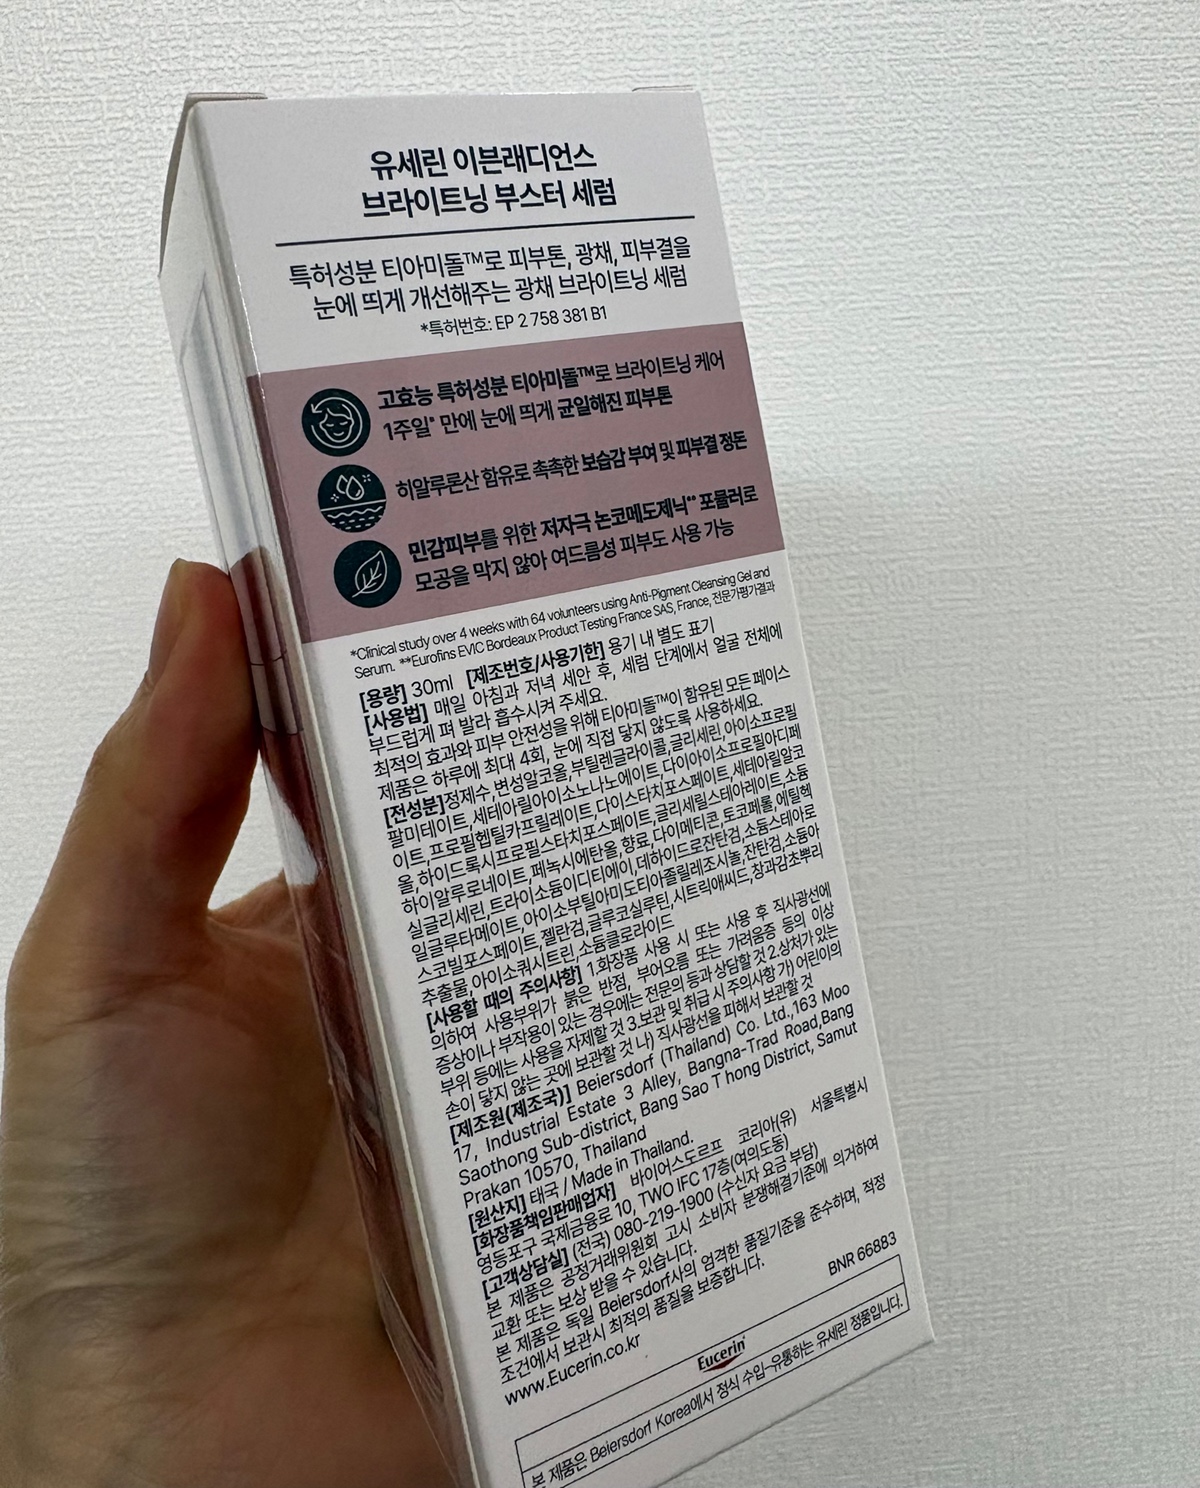 유세린 이븐래디언스
브라이트닝 부스터 세럼
특허성분 티아미돌™로 피부톤, 광채, 피부결을
눈에 띄게 개선해주는 광채 브라이트닝 세럼
*특허번호: EP 2 758 381 B1
고효능 특허성분 티아미돌™로 브라이트닝 케어
1주일* 만에 눈에 띄게 균일해진 피부톤
히알루론산 함유로 촉촉한 보습감 부여 및 피부결 정돈
민감피부를 위한 저자극 논코메도제닉** 포뮬러로
모공을 막지 않아 여드름성 피부도 사용 가능
*Clinical study over 4 weeks with 64 volunteers using Anti-Pigment Cleansing Gel and
Serum. **Eurofins EVIC Bordeaux Product Testing France SAS, France, 전문가평가결과
[용량] 30ml [제조번호/사용기한] 용기 내 별도 표기
[사용법] 매일 아침과 저녁 세안 후, 세럼 단계에서 얼굴 전체에
부드럽게 펴 발라 흡수시켜 주세요.
최적의 효과와 피부 안전성을 위해 티아미돌™이 함유된 모든 페이스
제품은 하루에 최대 4회, 눈에 직접 닿지 않도록 사용하세요.
[전성분]정제수,변성알코올,부틸렌글라이콜,글리세린,아이소프로필
팔미테이트,세테아릴아이소노나노에이트,다이아이소프로필아디페
이트,프로필헵틸카프릴레이트,다이스타치포스페이트,세테아릴알코
올,하이드록시프로필스타치포스페이트,글리세릴스테아레이트,소듐
하이알루로네이트,페녹시에탄올,향료,다이메티콘,토코페롤,에틸헥
실글리세린,트라이소듐이디티에이,데하이드로잔탄검,소듐스테아로
일글루타메이트,아이소부틸아미도티아졸릴레조시놀,잔탄검,소듐아
스코빌포스페이트,젤란검,글루코실루틴,시트릭애씨드,창과감초뿌리
추출물,아이소쿼시트린,소듐클로라이드
[사용할 때의 주의사항] 1.화장품 사용 시 또는 사용 후 직사광선에
의하여 사용부위가 붉은 반점, 부어오름 또는 가려움증 등의 이상
증상이나 부작용이 있는 경우에는 전문의 등과 상담할 것 2.상처가 있는
부위 등에는 사용을 자제할 것 3.보관 및 취급 시 주의사항 가) 어린이의
손이 닿지 않는 곳에 보관할 것 나) 직사광선을 피해서 보관할 것
[제조원(제조국)] Beiersdorf (Thailand) Co. Ltd.,163 Moo
17, Industrial Estate 3 Alley, Bangna-Trad Road,Bang
Saothong Sub-district, Bang Sao T hong District, Samut
Prakan 10570, Thailand
[원산지] 태국 / Made in Thailand.
[화장품책임판매업자] 바이어스도르프 코리아(유) 서울특별시
영등포구 국제금융로 10, TWO IFC 17층(여의도동)
[고객상담실] (전국) 080-219-1900 (수신자 요금 부담)
본 제품은 공정거래위원회 고시 소비자 분쟁해결기준에 의거하여
교환 또는 보상 받을 수 있습니다.
본 제품은 독일 Beiersdorf사의 엄격한 품질기준을 준수하며, 적정
조건에서 보관시 최적의 품질을 보증합니다.
www.Eucerin.co.kr
BNR 66883
Eucerin
본 제품은 Beiersdorf Korea에서 정식 수입-유통하는 유세린 정품입니다.